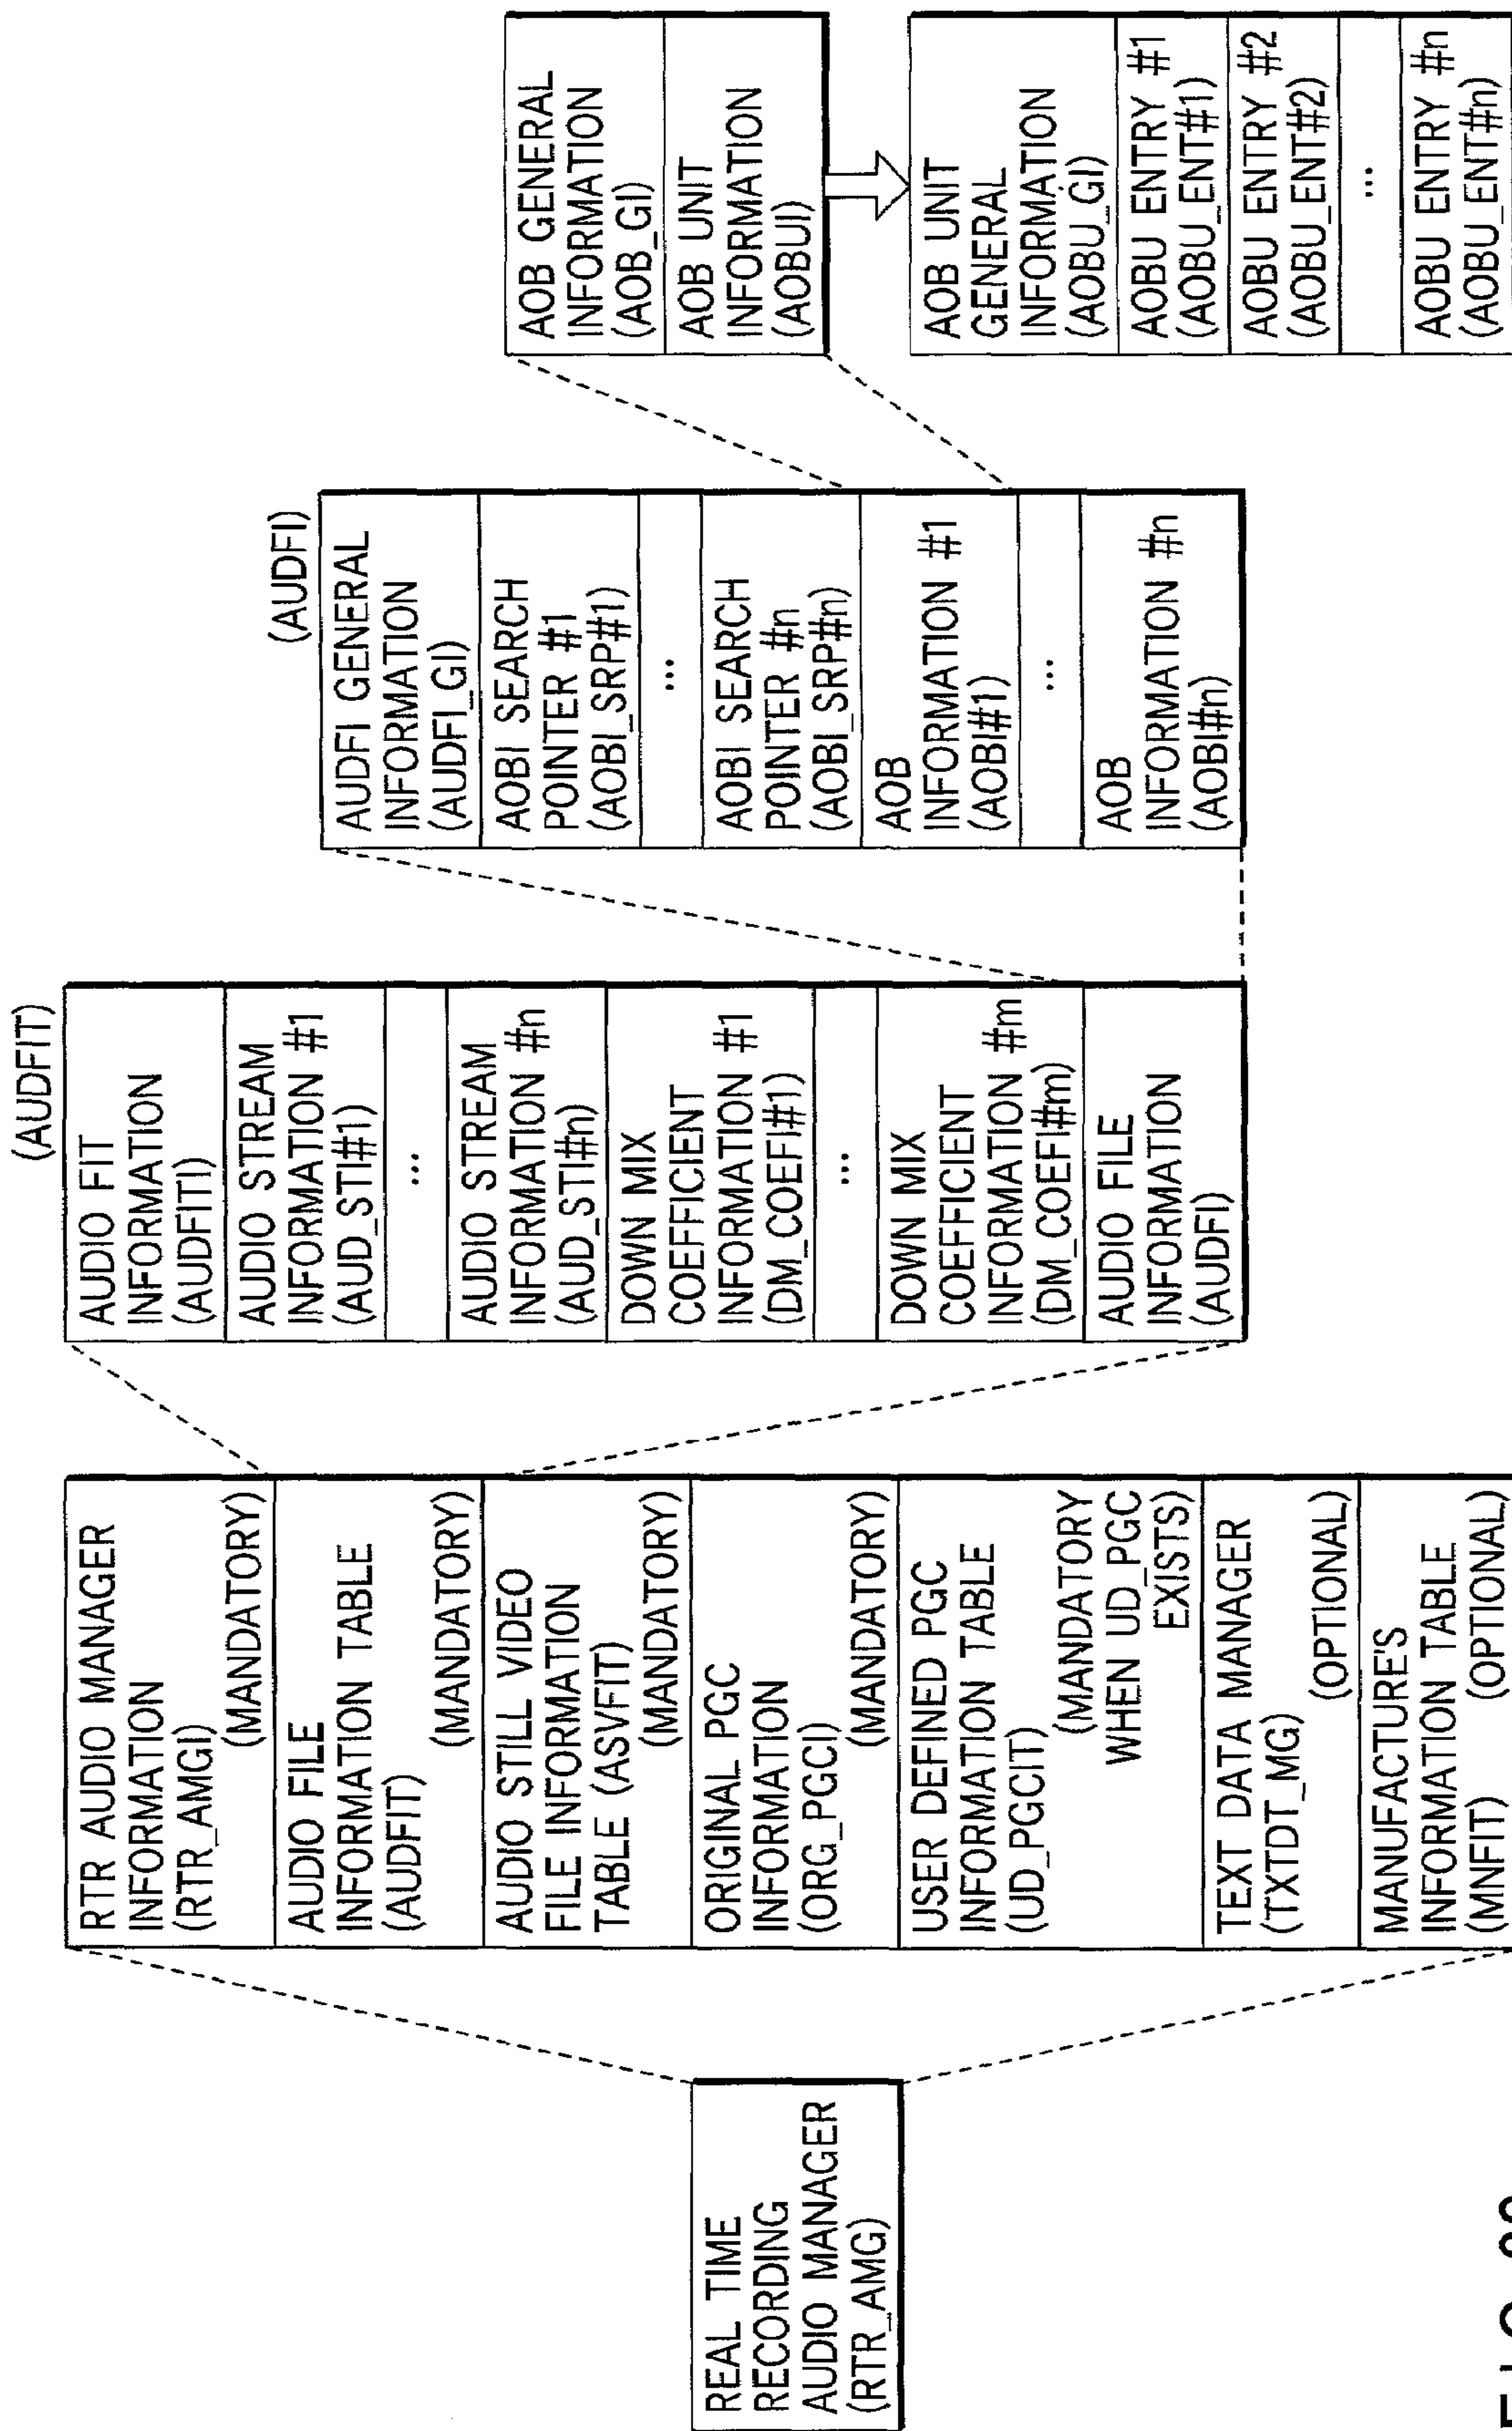 REAL TIME
RECORDING
AUDIO MANAGER
(RTR_AMG)
RTR AUDIO MANAGER
INFORMATION
(RTR_AMGI)
(MANDATORY)
AUDIO FILE
INFORMATION TABLE
(AUDFIT)
(MANDATORY)
AUDIO STILL VIDEO
FILE INFORMATION
TABLE (ASVFIT)
(MANDATORY)
ORIGINAL PGC
INFORMATION
(ORG_PGCI)
(MANDATORY)
USER DEFINED PGC
INFORMATION TABLE
(UD_PGCIT)
(MANDATORY
WHEN UD_PGC
EXISTS)
TEXT DATA MANAGER
(TXTDT_MG)
(OPTIONAL)
MANUFACTURE'S
INFORMATION TABLE
(MNFIT) (OPTIONAL)
(AUDFIT)
AUDIO FIT
INFORMATION
(AUDFITI)
AUDIO STREAM
INFORMATION #1
(AUD_STI#1)
...
AUDIO STREAM
INFORMATION #n
(AUD_STI#n)
DOWN MIX
COEFFICIENT
INFORMATION #1
(DM_COEFI#1)
...
DOWN MIX
COEFFICIENT
INFORMATION #m
(DM_COEFI#m)
AUDIO FILE
INFORMATION
(AUDFI)
(AUDFI)
AUDFI GENERAL
INFORMATION
(AUDFI_GI)
AOBI SEARCH
POINTER #1
(AOBI_SRP#1)
...
AOBI SEARCH
POINTER #n
(AOBI_SRP#n)
AOB
INFORMATION #1
(AOBI#1)
...
AOB
INFORMATION #n
(AOBI#n)
AOB GENERAL
INFORMATION
(AOB_GI)
AOB UNIT
INFORMATION
(AOBUI)
AOB UNIT
GENERAL
INFORMATION
(AOBU_GI)
AOBU ENTRY #1
(AOBU_ENT#1)
AOBU ENTRY #2
(AOBU_ENT#2)
...
AOBU ENTRY #n
(AOBU_ENT#n)